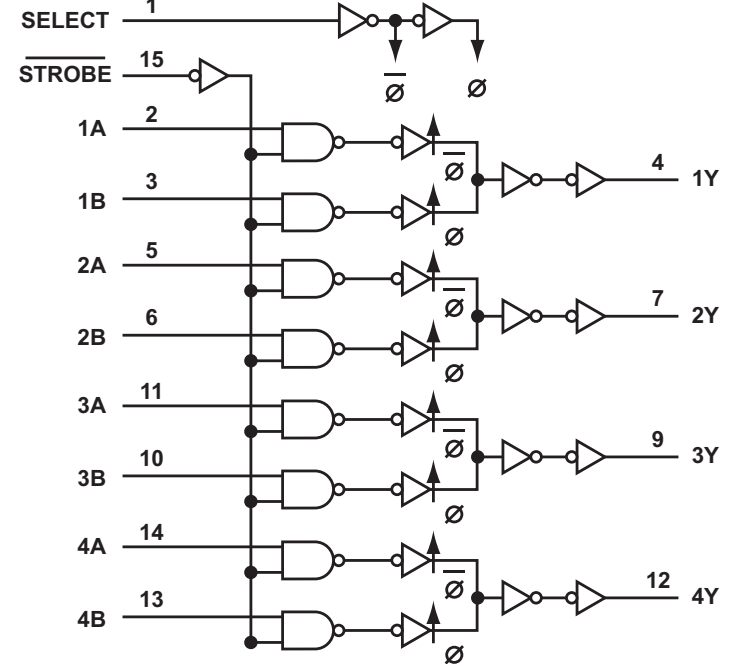 SELECT 1
S̅T̅R̅O̅B̅E̅ 15
∅̅ ∅
1A 2
∅̅
4 1Y
1B 3
∅
2A 5
∅̅
7 2Y
2B 6
∅
3A 11
∅̅
9 3Y
3B 10
∅
4A 14
∅̅
12 4Y
4B 13
∅